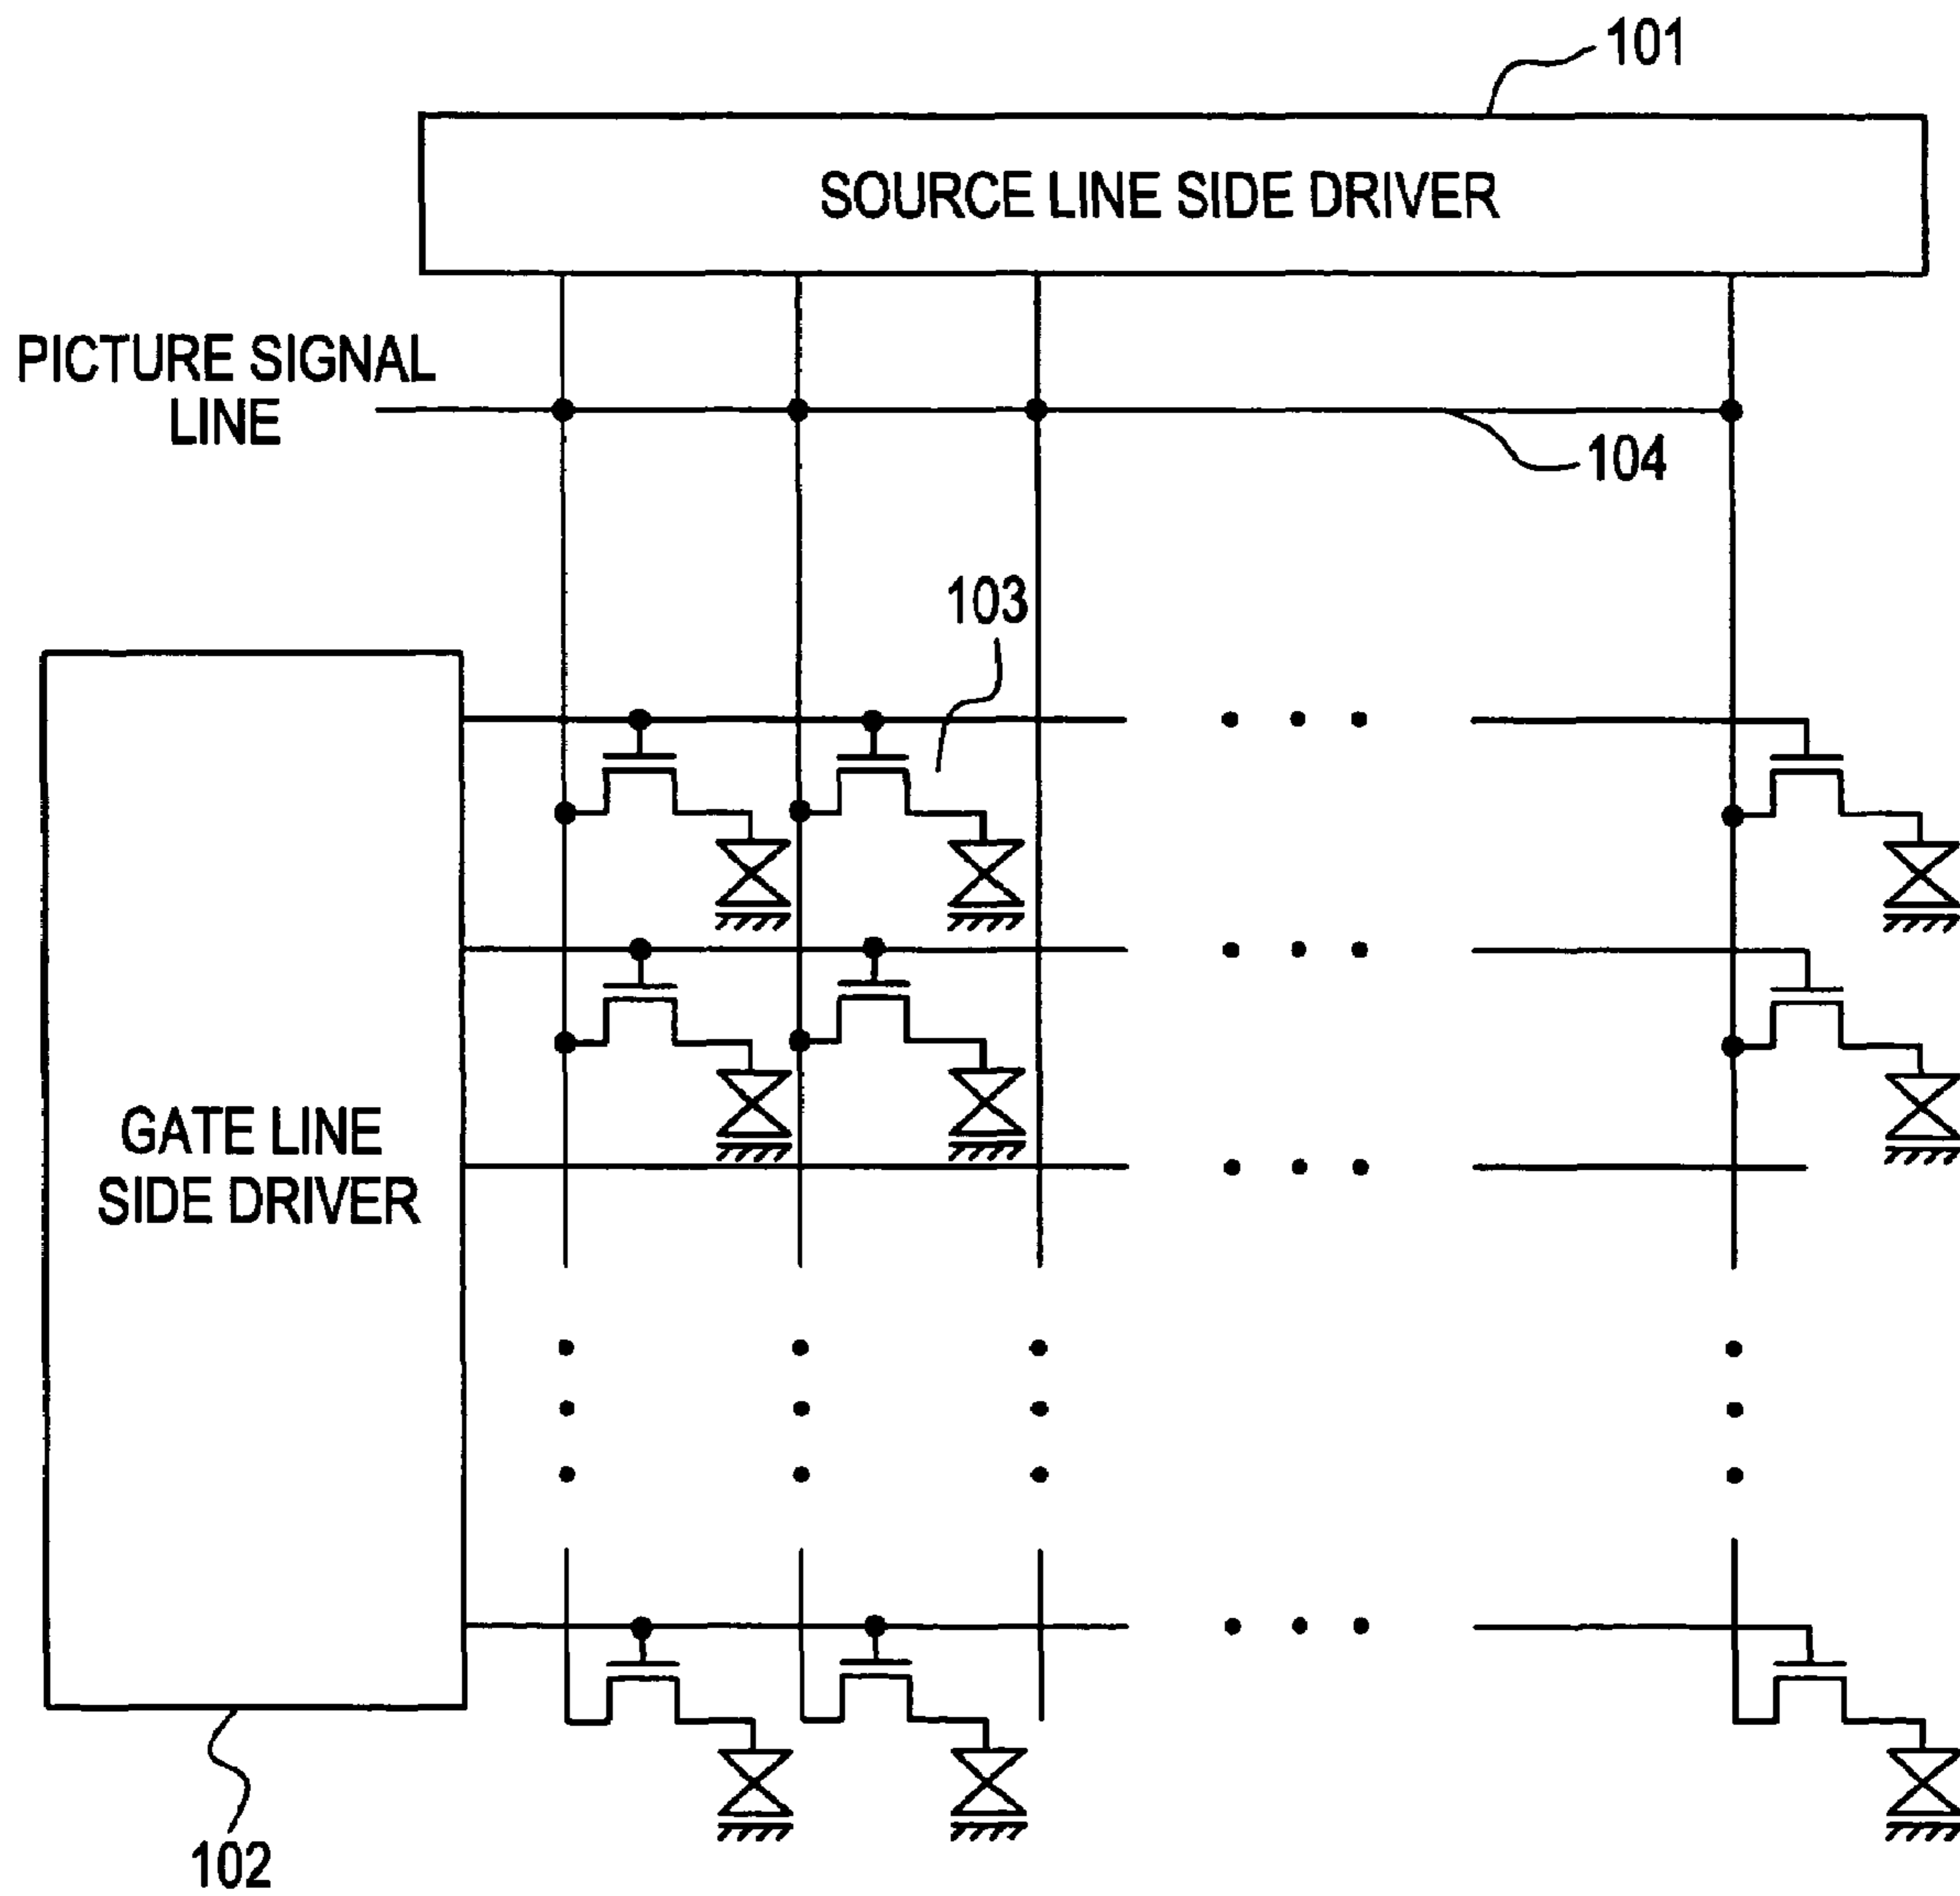 101
SOURCE LINE SIDE DRIVER
PICTURE SIGNAL
LINE
104
103
GATE LINE
SIDE DRIVER
102